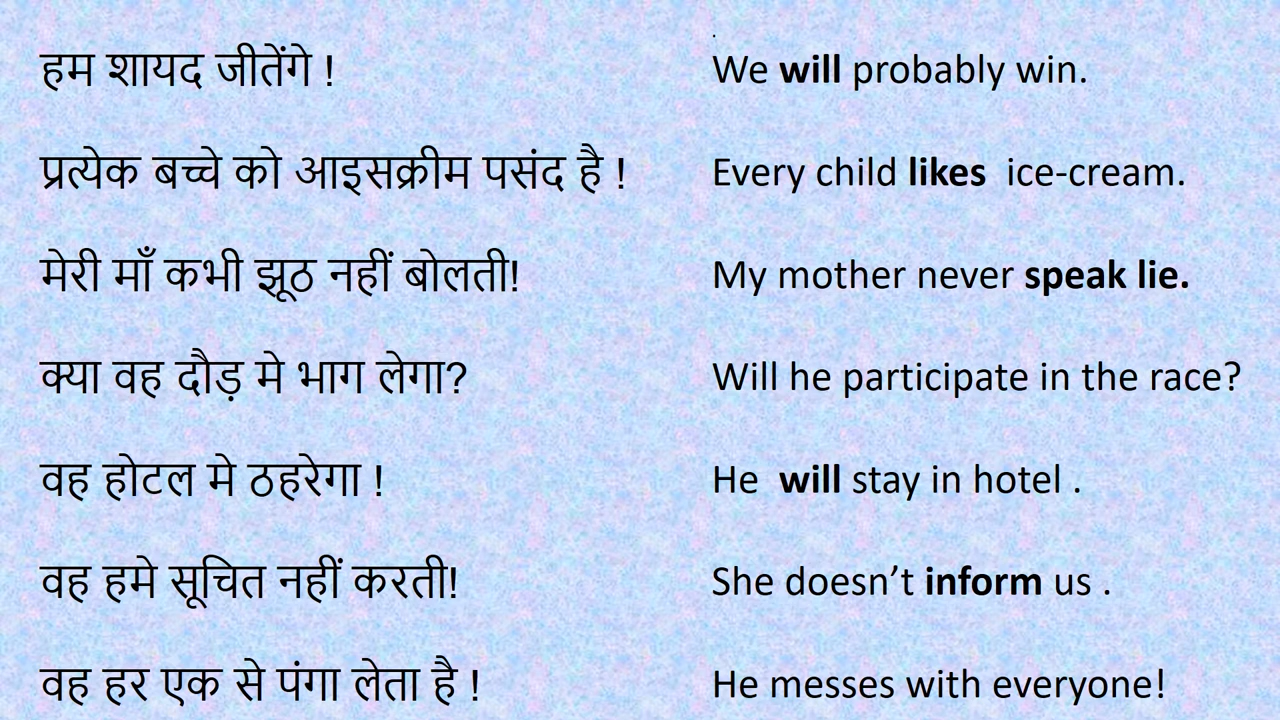 हम शायद जीतेंगे ! We will probably win.
प्रत्येक बच्चे को आइसक्रीम पसंद है ! Every child likes ice-cream.
मेरी माँ कभी झूठ नहीं बोलती! My mother never speak lie.
क्या वह दौड़ मे भाग लेगा? Will he participate in the race?
वह होटल मे ठहरेगा ! He will stay in hotel .
वह हमे सूचित नहीं करती! She doesn’t inform us .
वह हर एक से पंगा लेता है ! He messes with everyone!